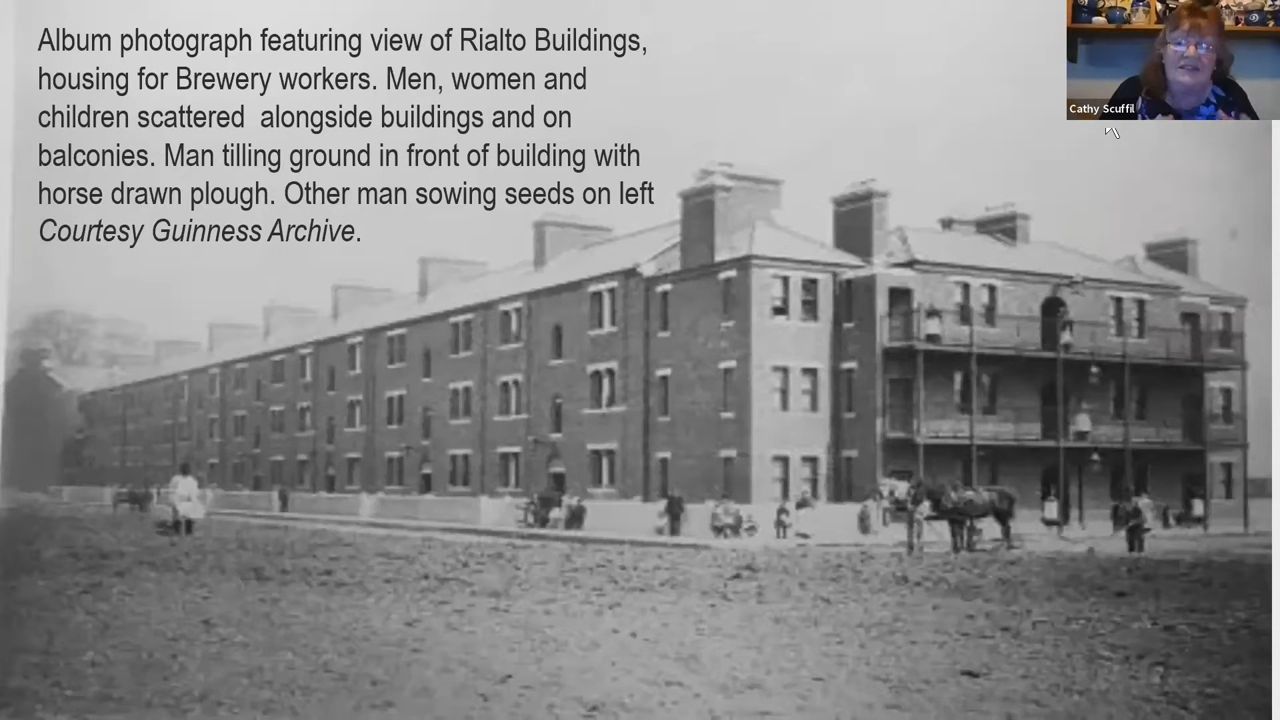 Album photograph featuring view of Rialto Buildings,
housing for Brewery workers. Men, women and
children scattered  alongside buildings and on
balconies. Man tilling ground in front of building with
horse drawn plough. Other man sowing seeds on left
Courtesy Guinness Archive.
Cathy Scuffil